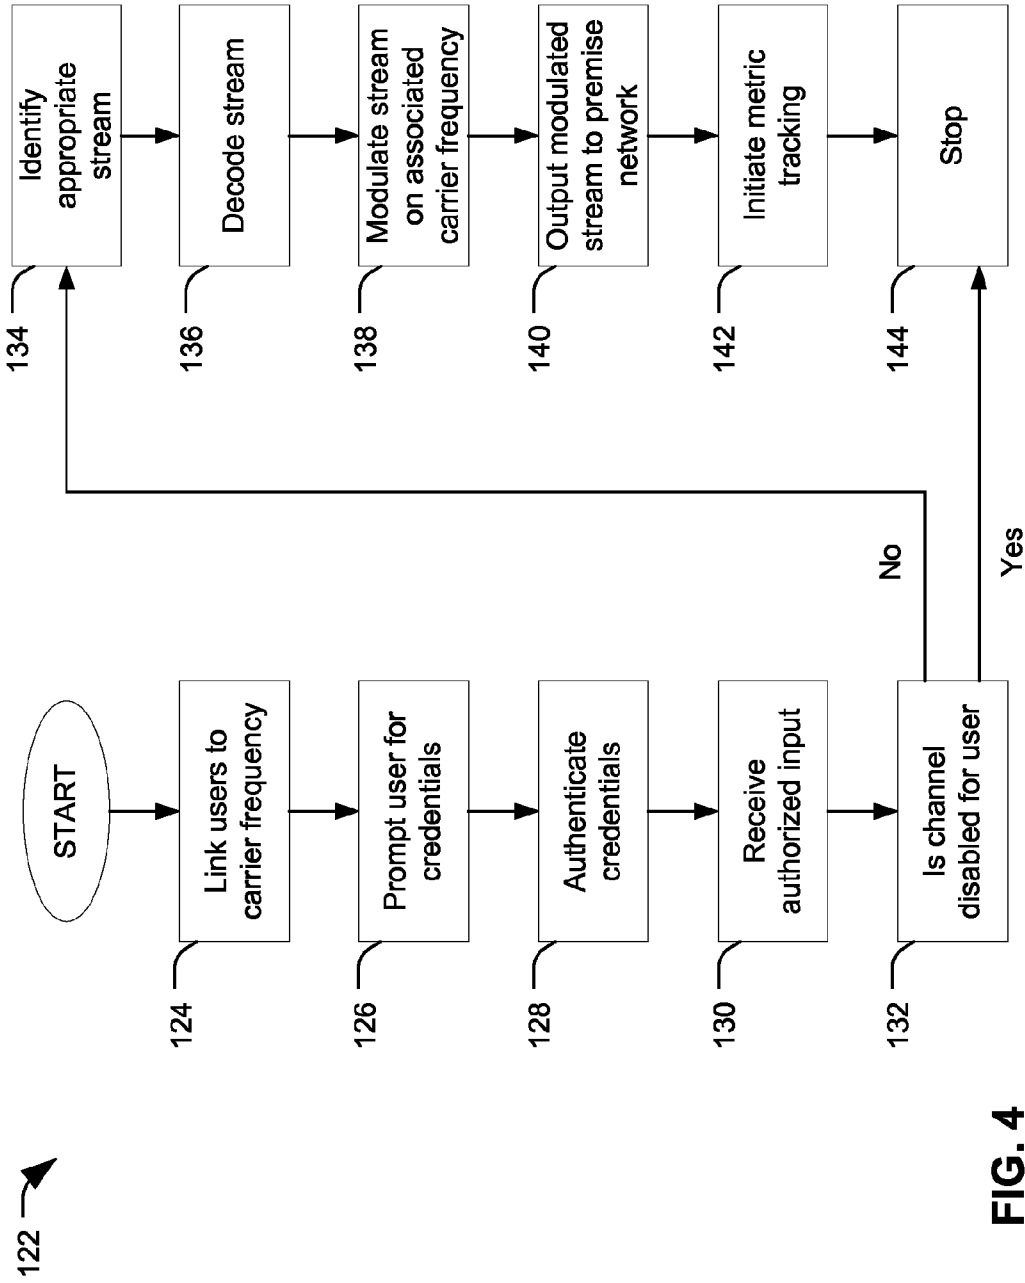 122
START
124
Link users to
carrier frequency
126
Prompt user for
credentials
128
Authenticate
credentials
130
Receive
authorized input
132
Is channel
disabled for user
No
Yes
134
Identify
appropriate
stream
136
Decode stream
138
Modulate stream
on associated
carrier frequency
140
Output modulated
stream to premise
network
142
Initiate metric
tracking
144
Stop
FIG. 4